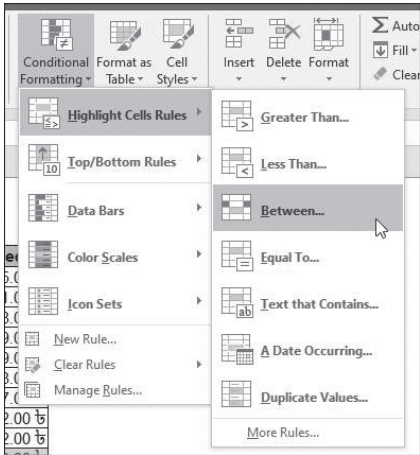 Conditional Formatting
Format as Table
Cell Styles
Insert
Delete
Format
Auto
Fill
Clear
Highlight Cells Rules
Top/Bottom Rules
Data Bars
Color Scales
Icon Sets
New Rule...
Clear Rules
Manage Rules...
Greater Than...
Less Than...
Between...
Equal To...
Text that Contains...
A Date Occurring...
Duplicate Values...
More Rules...
2.00 ৳
2.00 ৳